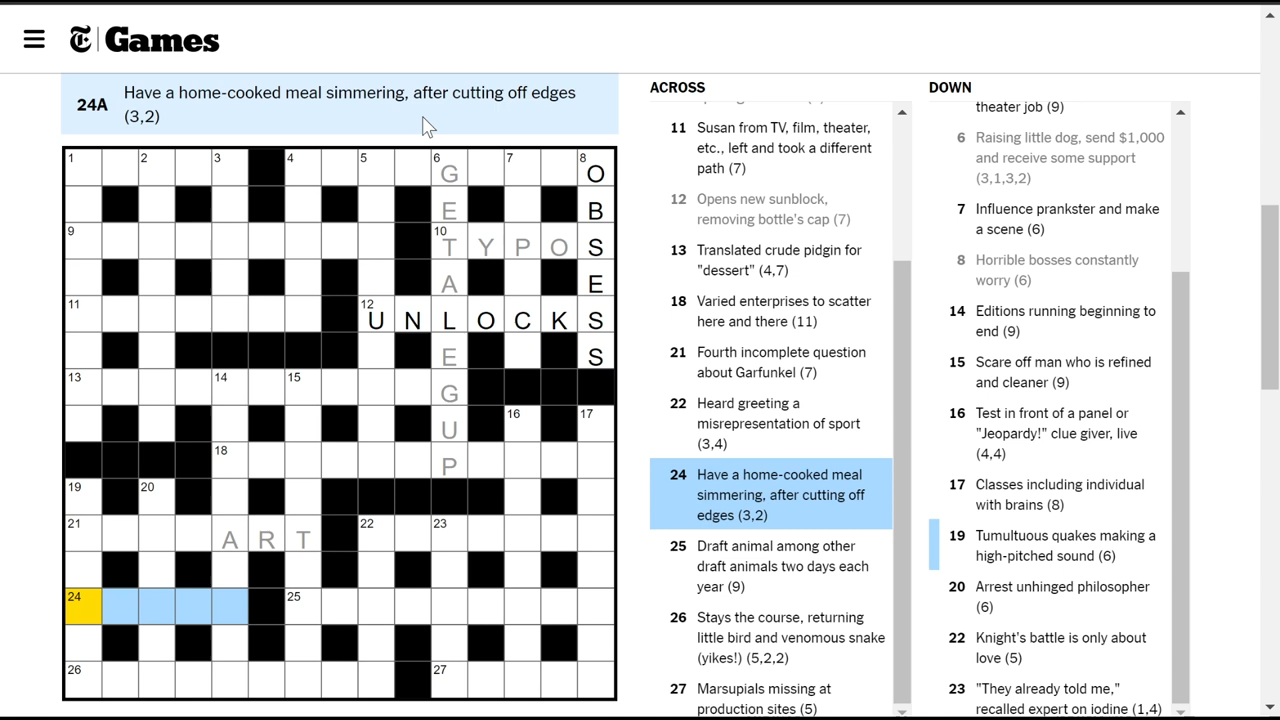 Games
24A
Have a home-cooked meal simmering, after cutting off edges
(3,2)
1 2 3 4 5 6 G 7 8 O
E B
9 10 T Y P O S
A E
11 12 U N L O C K S
E S
13 14 15 G
U 16 17
18 P
19 20
21 A R T 22 23
24 25
26 27
ACROSS
11 Susan from TV, film, theater,
etc., left and took a different
path (7)
12 Opens new sunblock,
removing bottle's cap (7)
13 Translated crude pidgin for
"dessert" (4,7)
18 Varied enterprises to scatter
here and there (11)
21 Fourth incomplete question
about Garfunkel (7)
22 Heard greeting a
misrepresentation of sport
(3,4)
24 Have a home-cooked meal
simmering, after cutting off
edges (3,2)
25 Draft animal among other
draft animals two days each
year (9)
26 Stays the course, returning
little bird and venomous snake
(yikes!) (5,2,2)
27 Marsupials missing at
production sites (5)
DOWN
theater job (9)
6 Raising little dog, send $1,000
and receive some support
(3,1,3,2)
7 Influence prankster and make
a scene (6)
8 Horrible bosses constantly
worry (6)
14 Editions running beginning to
end (9)
15 Scare off man who is refined
and cleaner (9)
16 Test in front of a panel or
"Jeopardy!" clue giver, live
(4,4)
17 Classes including individual
with brains (8)
19 Tumultuous quakes making a
high-pitched sound (6)
20 Arrest unhinged philosopher
(6)
22 Knight's battle is only about
love (5)
23 "They already told me,"
recalled expert on iodine (1,4)